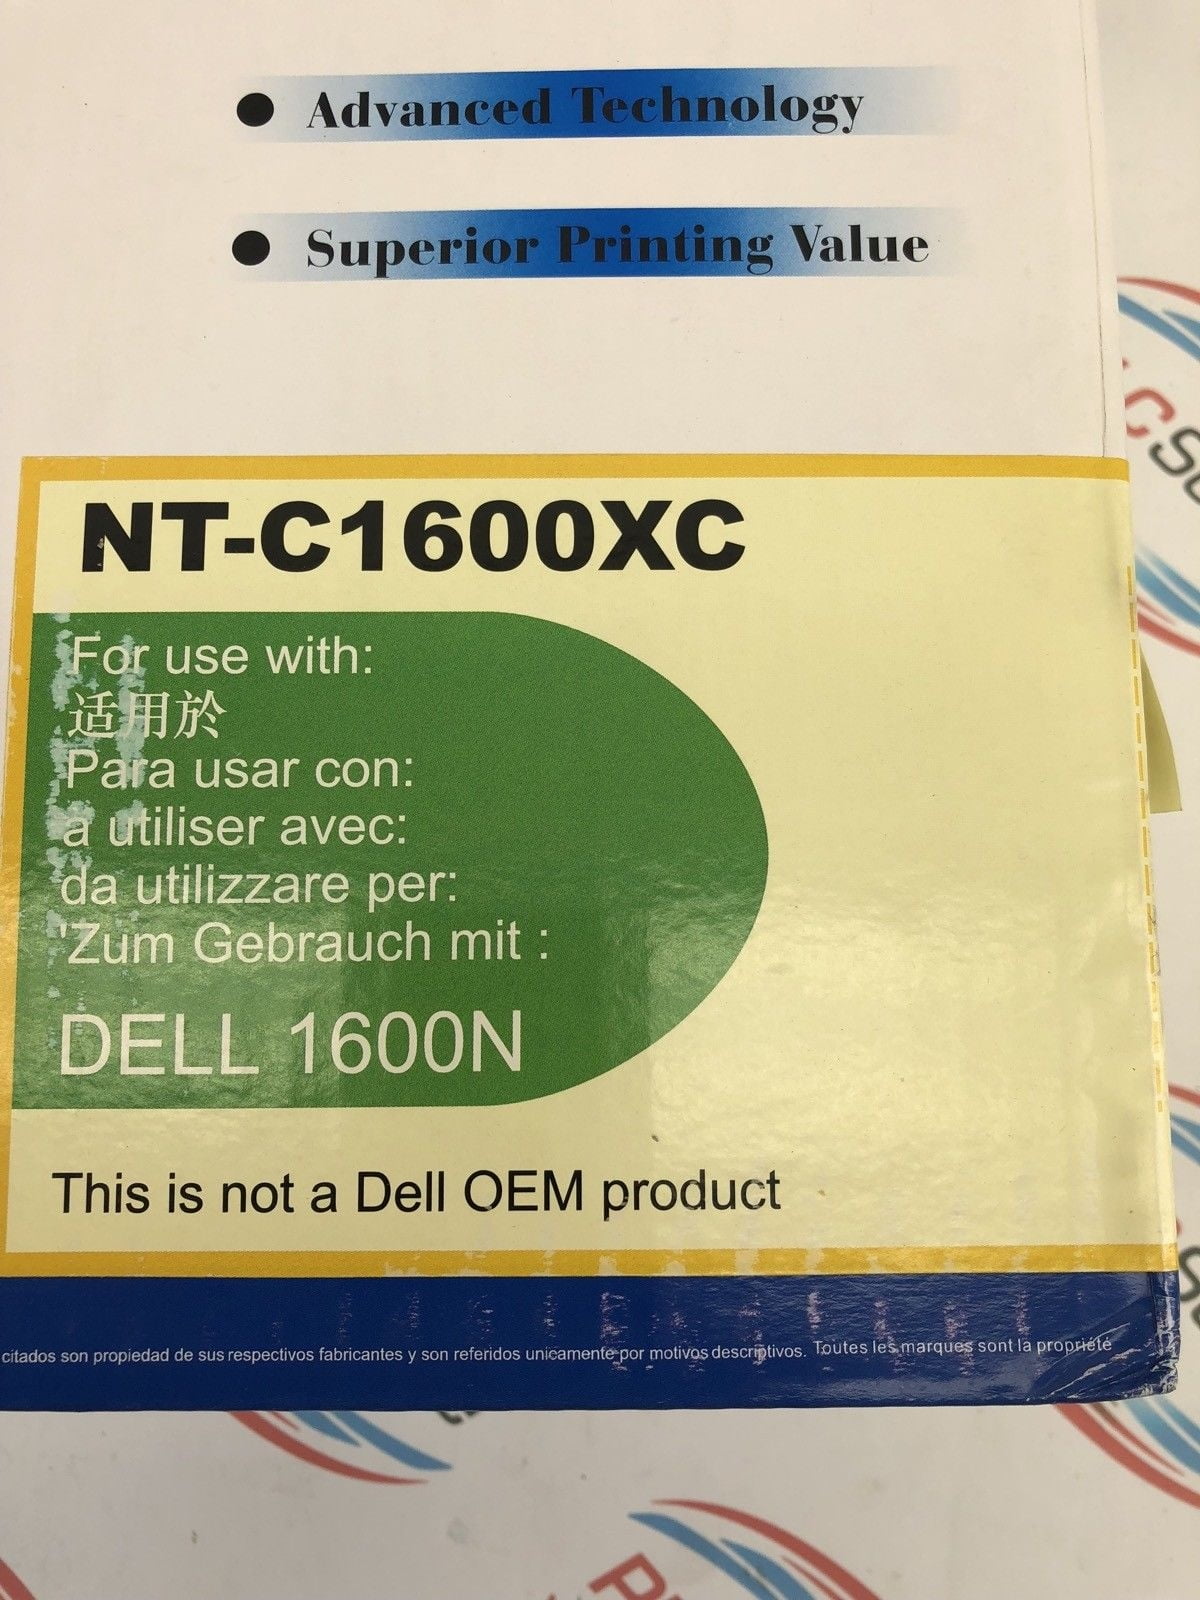 Advanced Technology
Superior Printing Value
NT-C1600XC
For use with:
适用於
Para usar con:
a utiliser avec:
da utilizzare per:
'Zum Gebrauch mit :
DELL 1600N
This is not a Dell OEM product
citados son propiedad de sus respectivos fabricantes y son referidos unicamente por motivos descriptivos. Toutes les marques sont la propriété